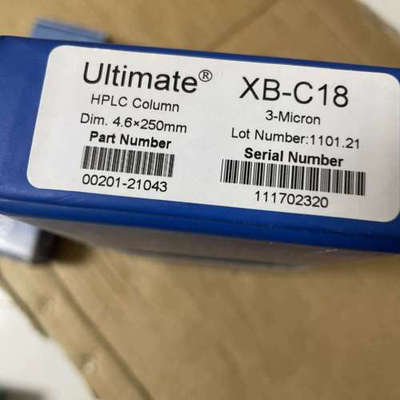 Ultimate® XB-C18
HPLC Column 3-Micron
Dim. 4.6×250mm Lot Number:1101.21
Part Number Serial Number
00201-21043 111702320